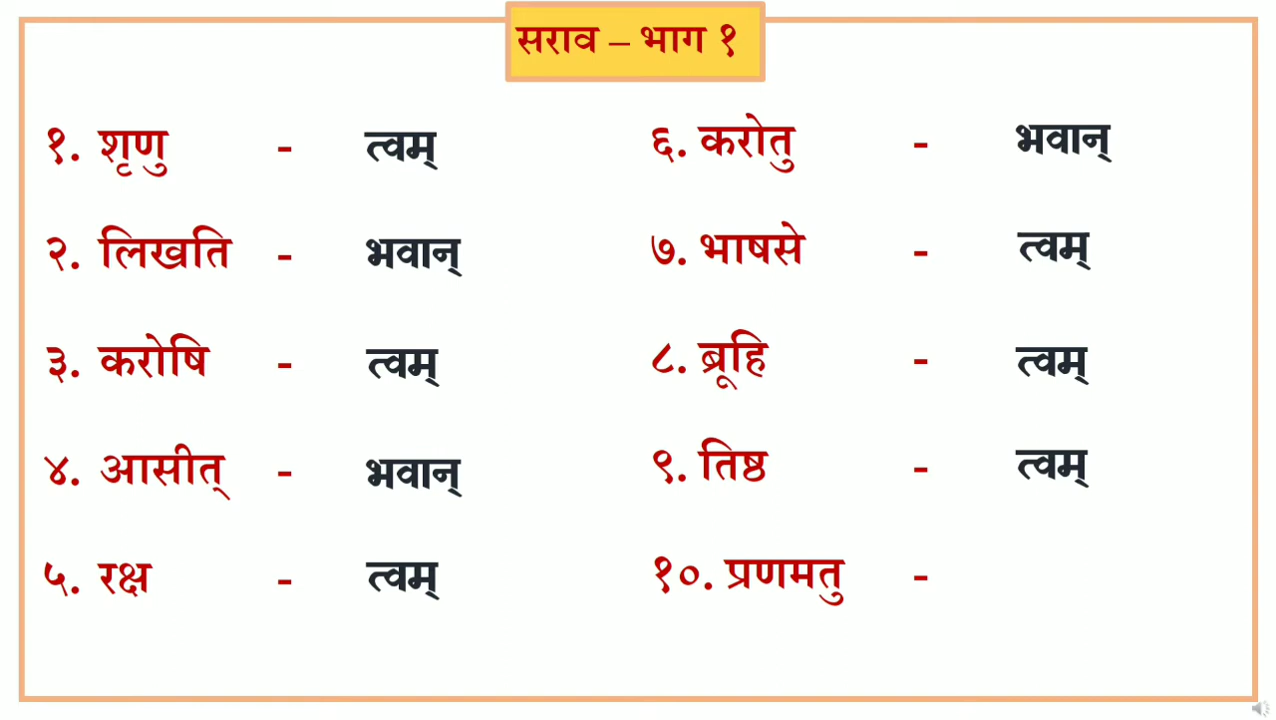 सराव – भाग १
१. शृणु - त्वम्
२. लिखति - भवान्
३. करोषि - त्वम्
४. आसीत् - भवान्
५. रक्ष - त्वम्
६. करोतु - भवान्
७. भाषसे - त्वम्
८. ब्रूहि - त्वम्
९. तिष्ठ - त्वम्
१०. प्रणमतु -